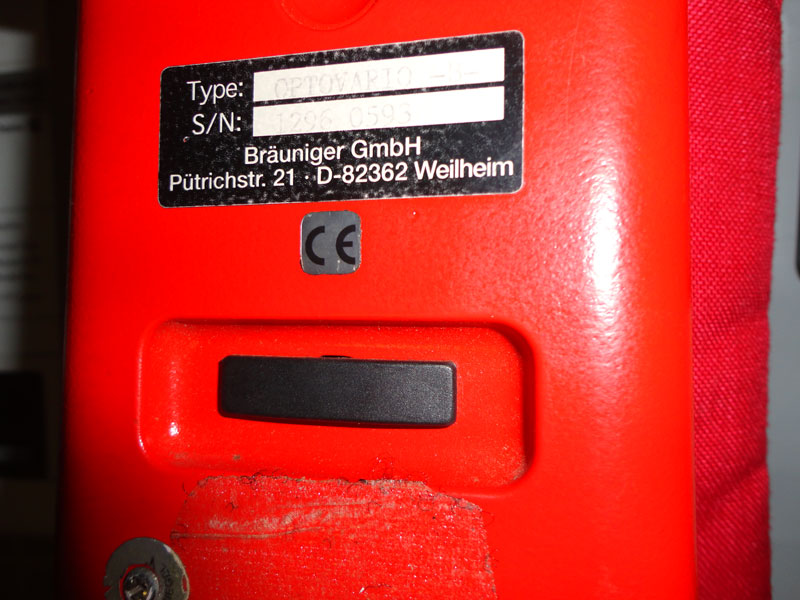 Type: OPTOVARIO -S-
S/N: 1296 0593
Bräuniger GmbH
Pütrichstr. 21 · D-82362 Weilheim
CE